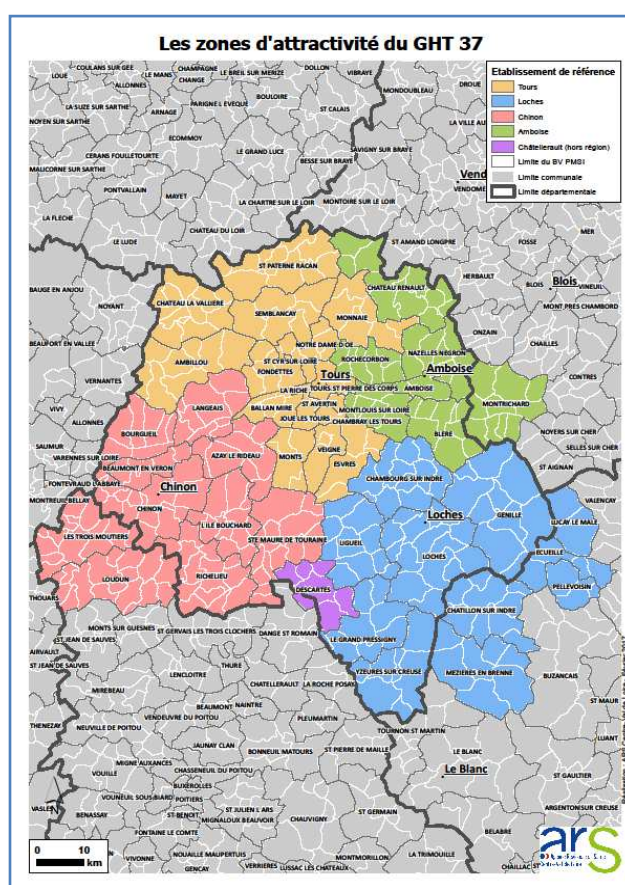 Les zones d'attractivité du GHT 37
Etablissement de référence
Tours
Loches
Chinon
Amboise
Châtellerault (hors région)
Limite du BV PMSI
Limite communale
Limite départementale
COULANS SUR GEE
LOUE
LE MANS
CHAMPAGNE
CHANGE
LE BREIL SUR MERIZE
DOLLON
VIBRAYE
ALLONNES
MONDOUBLEAU
DROUE
LA SUZE SUR SARTHE
PARIGNE L EVEQUE
BOULOIRE
ARNAGE
ST CALAIS
NOYEN SUR SARTHE
ECOMMOY
SAVIGNY SUR BRAYE
CERANS FOULLETOURTE
LE GRAND LUCE
BESSE SUR BRAYE
MALICORNE SUR SARTHE
PONTVALLAIN
MAYET
LA CHARTRE SUR LE LOIR
MONTOIRE SUR LE LOIR
LA FLECHE
CHATEAU DU LOIR
LE LUDE
ST AMAND LONGPRE
FOSSE
MER
ST PATERNE RACAN
BAUGE EN ANJOU
NOYANT
CHATEAU LA VALLIERE
CHATEAU RENAULT
HERBAULT
BLOIS
Blois
VINEUIL
SEMBLANCAY
MONNAIE
MONT PRES CHAMBORD
ONZAIN
BEAUFORT EN VALLEE
NOTRE DAME D'OE
CHAILLES
AMBILLOU
ST CYR SUR LOIRE
ROCHECORBON
NAZELLES NEGRON
VERNANTES
FONDETTES
Tours
Amboise
CONTRES
LA RICHE
TOURS
ST PIERRE DES CORPS
AMBOISE
MONTRICHARD
VIVY
LANGEAIS
BALLAN MIRE
ST AVERTIN
MONTLOUIS SUR LOIRE
ALLONNES
JOUE LES TOURS
CHAMBRAY LES TOURS
BOURGUEIL
BLERE
NOYERS SUR CHER
SAUMUR
AZAY LE RIDEAU
VEIGNE
SELLES SUR CHER
VARENNES SUR LOIRE
MONTS
ESVRES
ST AIGNAN
BEAUMONT EN VERON
FONTEVRAUD L'ABBAYE
CHAMBOURG SUR INDRE
VALENCAY
MONTREUIL BELLAY
Chinon
CHINON
GENILLE
LUCAY LE MALE
L'ILE BOUCHARD
Loches
LES TROIS MOUTIERS
STE MAURE DE TOURAINE
LIGUEIL
LOCHES
ECUEILLE
LOUDUN
RICHELIEU
DESCARTES
PELLEVOISIN
THOUARS
CHATILLON SUR INDRE
MONTS SUR GUESNES
ST JEAN DE SAUVES
ST GERVAIS LES TROIS CLOCHERS
DANGE ST ROMAIN
LE GRAND PRESSIGNY
AIRVAULT
YZEURES SUR CREUSE
ST JEAN DE SAUVES
THURE
MEZIERES EN BRENNE
BUZANCAIS
LENCLOITRE
CHATELLERAULT
LA ROCHE POSAY
MIREBEAU
NAINTRE
BEAUMONT
ST MAUR
THENEZAY
VENDEUVRE DU POITOU
PLEUMARTIN
NEUVILLE DE POITOU
TOURNON ST MARTIN
LUANT
JAUNAY CLAN
BONNEUIL MATOURS
ST PIERRE DE MAILLE
LE BLANC
MIGNE AUXANCES
CHASSENEUIL DU POITOU
Le Blanc
VOUILLE
BUXEROLLES
ST GAULTIER
VASLES
VOUNEUIL SOUS BIARD
POITIERS
ST JULIEN L ARS
ST GERMAIN
ARGENTON SUR CREUSE
BENASSAY
ST BENOIT
MIGNALOUX BEAUVOIR
CHAUVIGNY
FONTAINE LE COMTE
BELABRE
NOUAILLE MAUPERTUIS
MONTMORILLON
LA TRIMOUILLE
VIVONNE
GENCAY
VERRIERES
LUSSAC LES CHATEAUX
0 10
km
ars